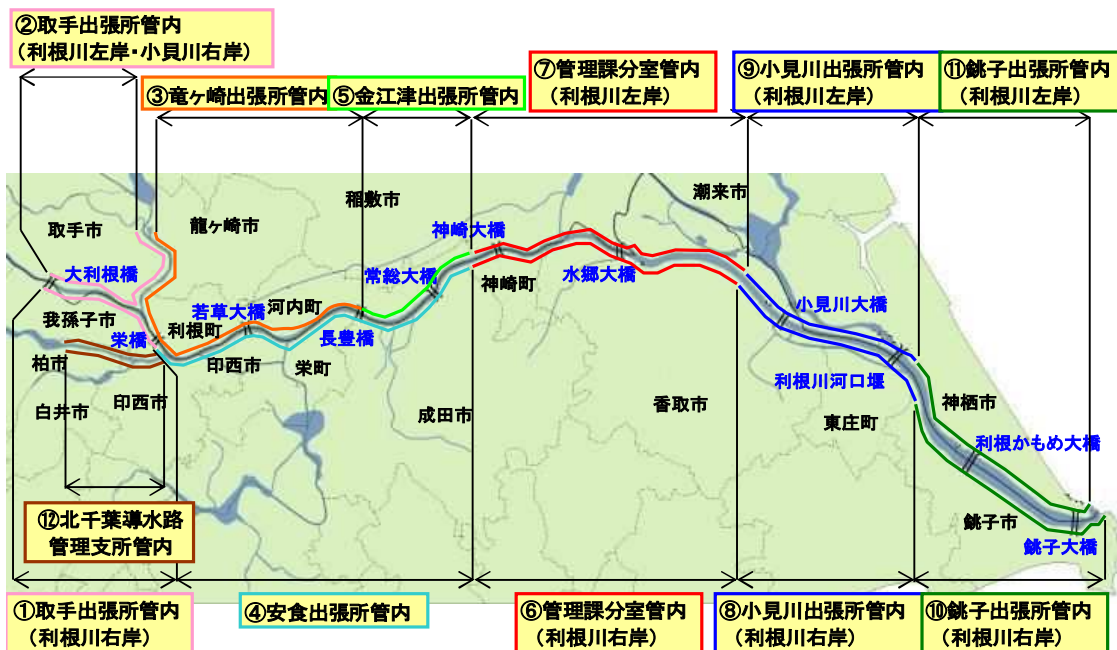 ②取手出張所管内
（利根川左岸・小貝川右岸）
③竜ヶ崎出張所管内
⑤金江津出張所管内
⑦管理課分室管内
（利根川左岸）
⑨小見川出張所管内
（利根川左岸）
⑪銚子出張所管内
（利根川左岸）
取手市
龍ヶ崎市
稲敷市
潮来市
大利根橋
神崎大橋
常総大橋
神崎町
水郷大橋
我孫子市
若草大橋
河内町
小見川大橋
栄橋
利根町
長豊橋
柏市
印西市
栄町
利根川河口堰
白井市
印西市
成田市
香取市
東庄町
神栖市
利根かもめ大橋
銚子市
銚子大橋
⑫北千葉導水路
管理支所管内
①取手出張所管内
（利根川右岸）
④安食出張所管内
⑥管理課分室管内
（利根川右岸）
⑧小見川出張所管内
（利根川右岸）
⑩銚子出張所管内
（利根川右岸）